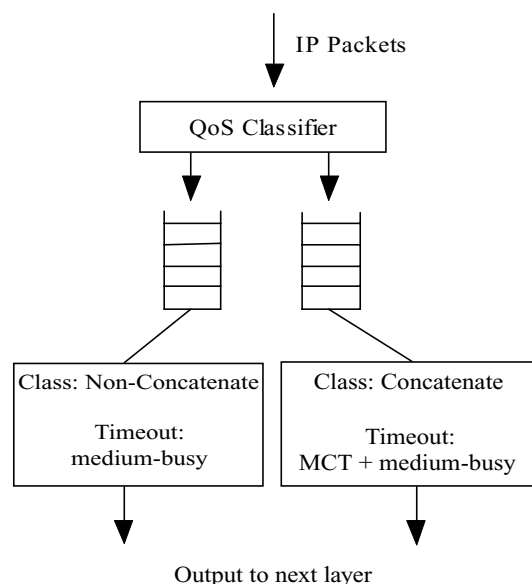 IP Packets
QoS Classifier
Class: Non-Concatenate
Timeout:
medium-busy
Class: Concatenate
Timeout:
MCT + medium-busy
Output to next layer